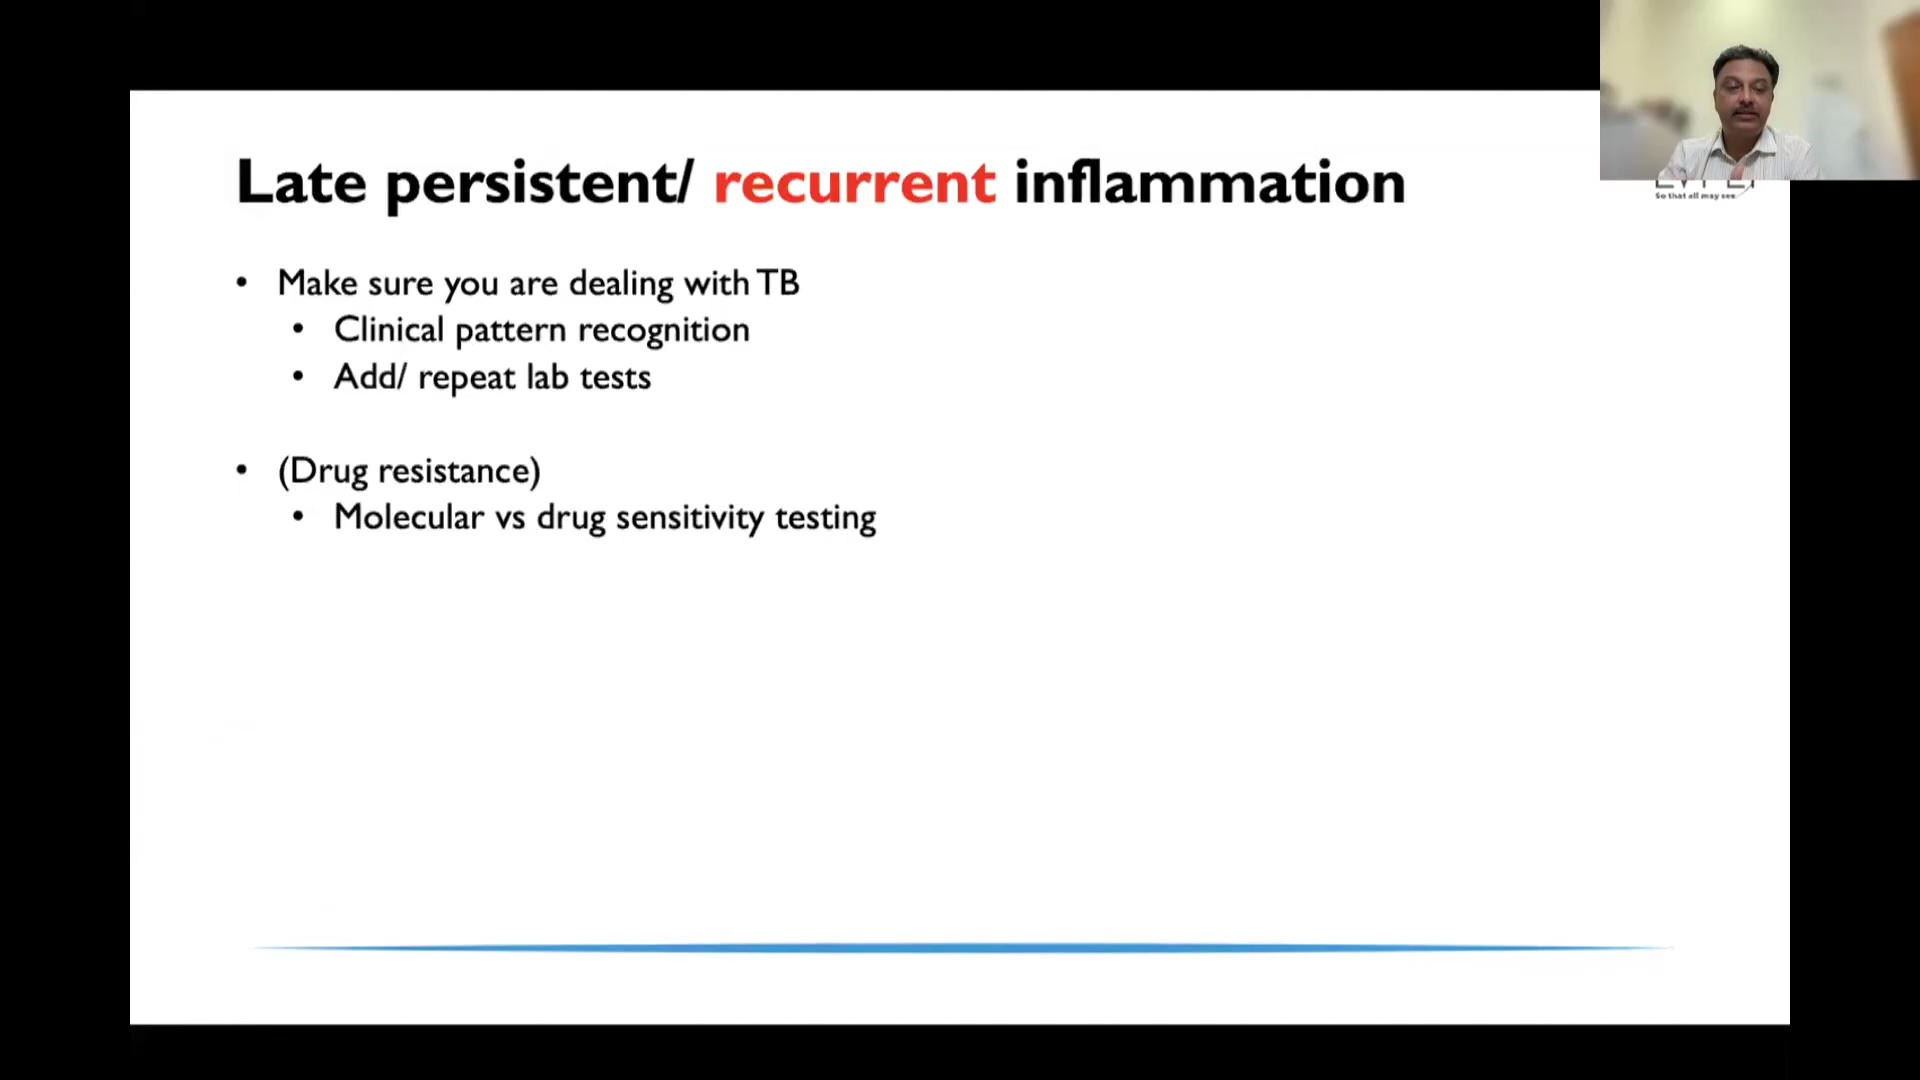 Late persistent/ recurrent inflammation
So that all may see
• Make sure you are dealing with TB
• Clinical pattern recognition
• Add/ repeat lab tests
• (Drug resistance)
• Molecular vs drug sensitivity testing